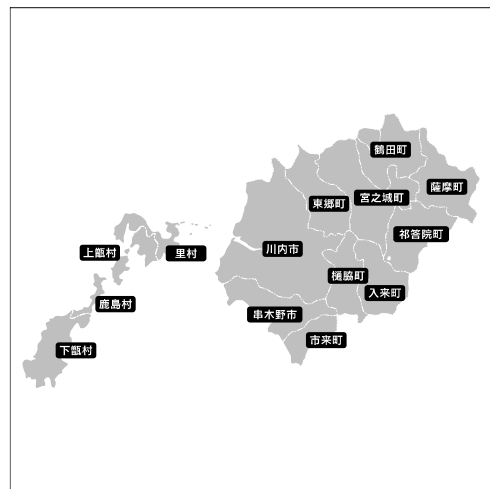 鶴田町
薩摩町
宮之城町
東郷町
祁答院町
川内市
上甑村
里村
樋脇町
入来町
鹿島村
串木野市
市来町
下甑村